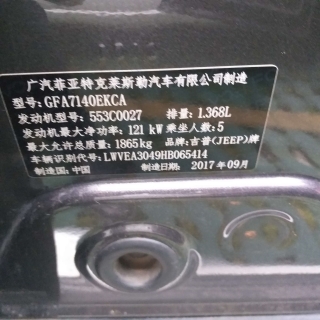 广汽菲亚特克莱斯勒汽车有限公司制造
型号: GFA7140EKCA
发动机型号: 553C0027 排量: 1.368L
发动机最大净功率: 121 kW 乘坐人数: 5
最大允许总质量: 1865kg 品牌: 吉普(JEEP)牌
车辆识别代号: LWVEA3049HB065414
制造国: 中国 制造日期: 2017年09月